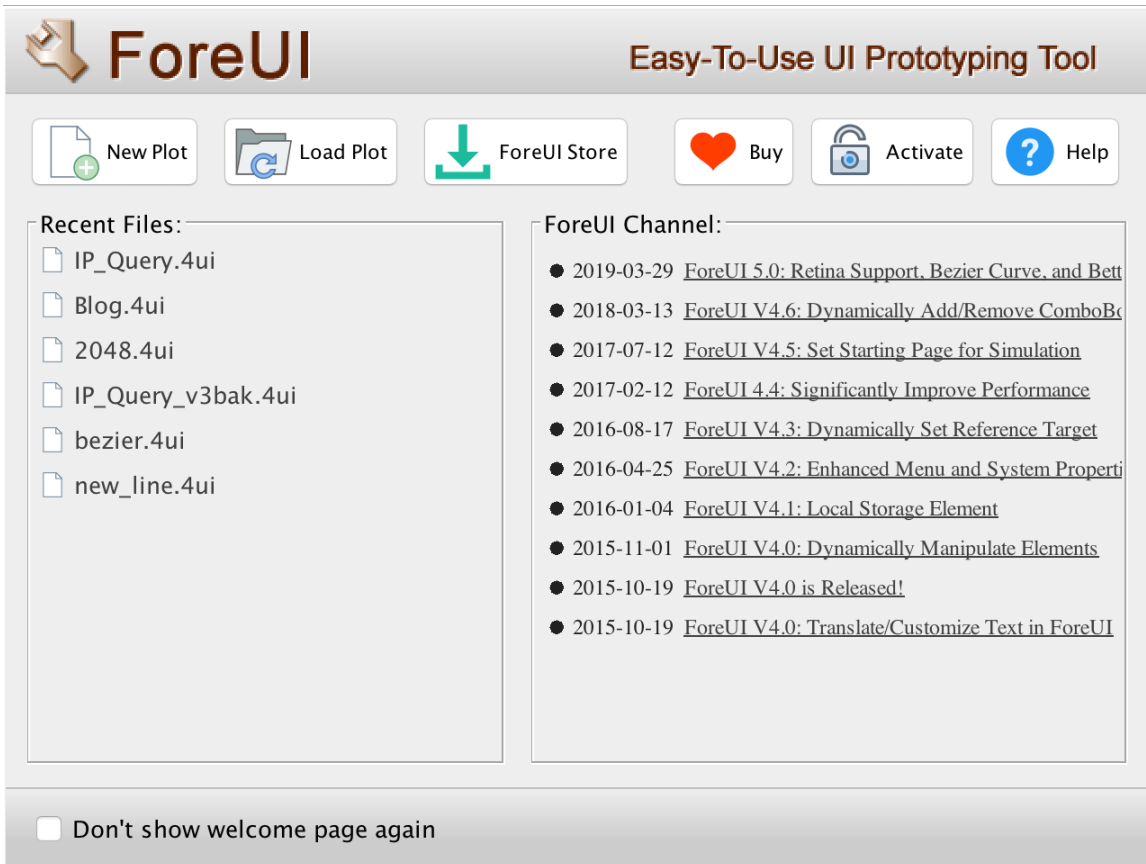 ForeUI
Easy-To-Use UI Prototyping Tool
New Plot
Load Plot
ForeUI Store
Buy
Activate
? Help
Recent Files:
IP_Query.4ui
Blog.4ui
2048.4ui
IP_Query_v3bak.4ui
bezier.4ui
new_line.4ui
ForeUI Channel:
2019-03-29 ForeUI 5.0: Retina Support, Bezier Curve, and Bett
2018-03-13 ForeUI V4.6: Dynamically Add/Remove ComboBo
2017-07-12 ForeUI V4.5: Set Starting Page for Simulation
2017-02-12 ForeUI 4.4: Significantly Improve Performance
2016-08-17 ForeUI V4.3: Dynamically Set Reference Target
2016-04-25 ForeUI V4.2: Enhanced Menu and System Properti
2016-01-04 ForeUI V4.1: Local Storage Element
2015-11-01 ForeUI V4.0: Dynamically Manipulate Elements
2015-10-19 ForeUI V4.0 is Released!
2015-10-19 ForeUI V4.0: Translate/Customize Text in ForeUI
Don't show welcome page again